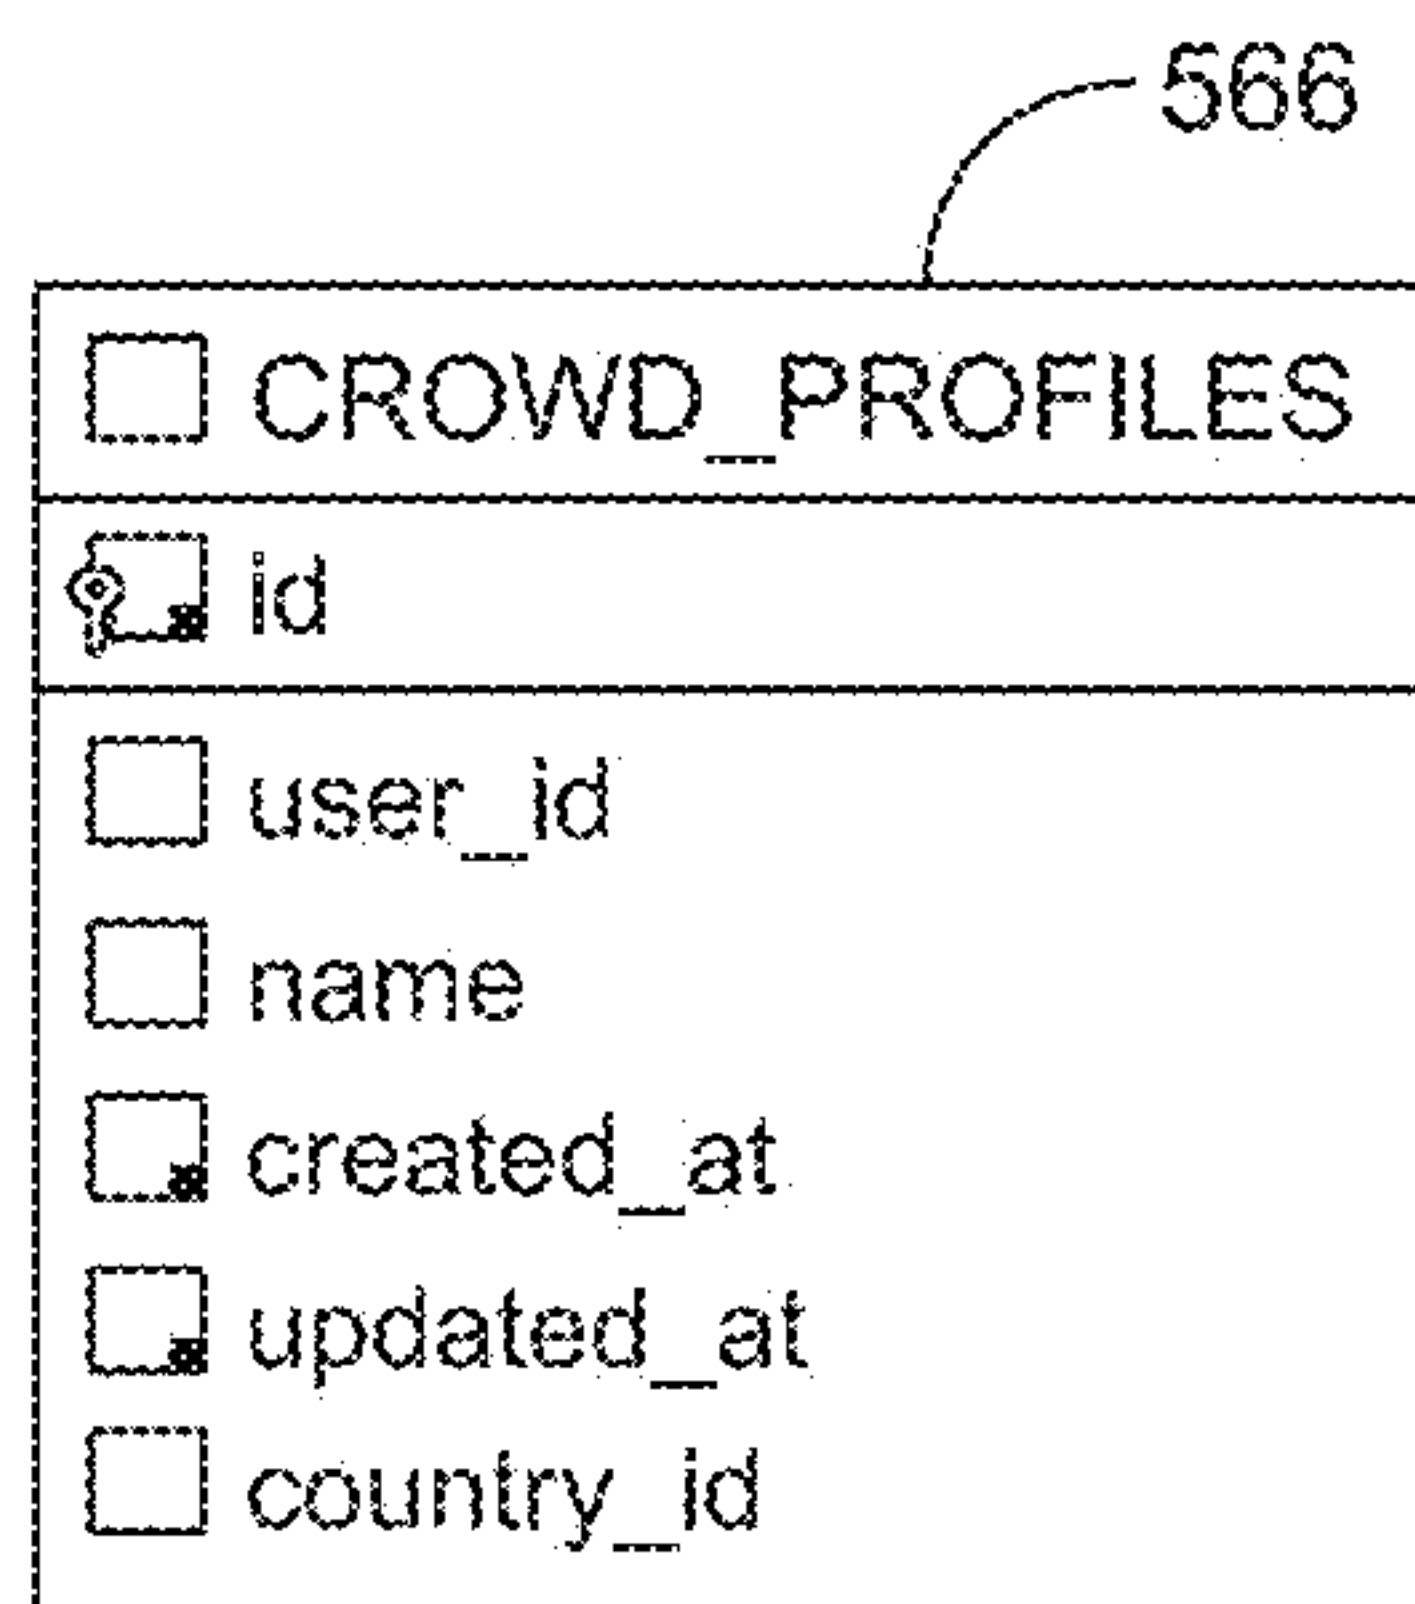 566
CROWD_PROFILES
id
user_id
name
created_at
updated_at
country_id